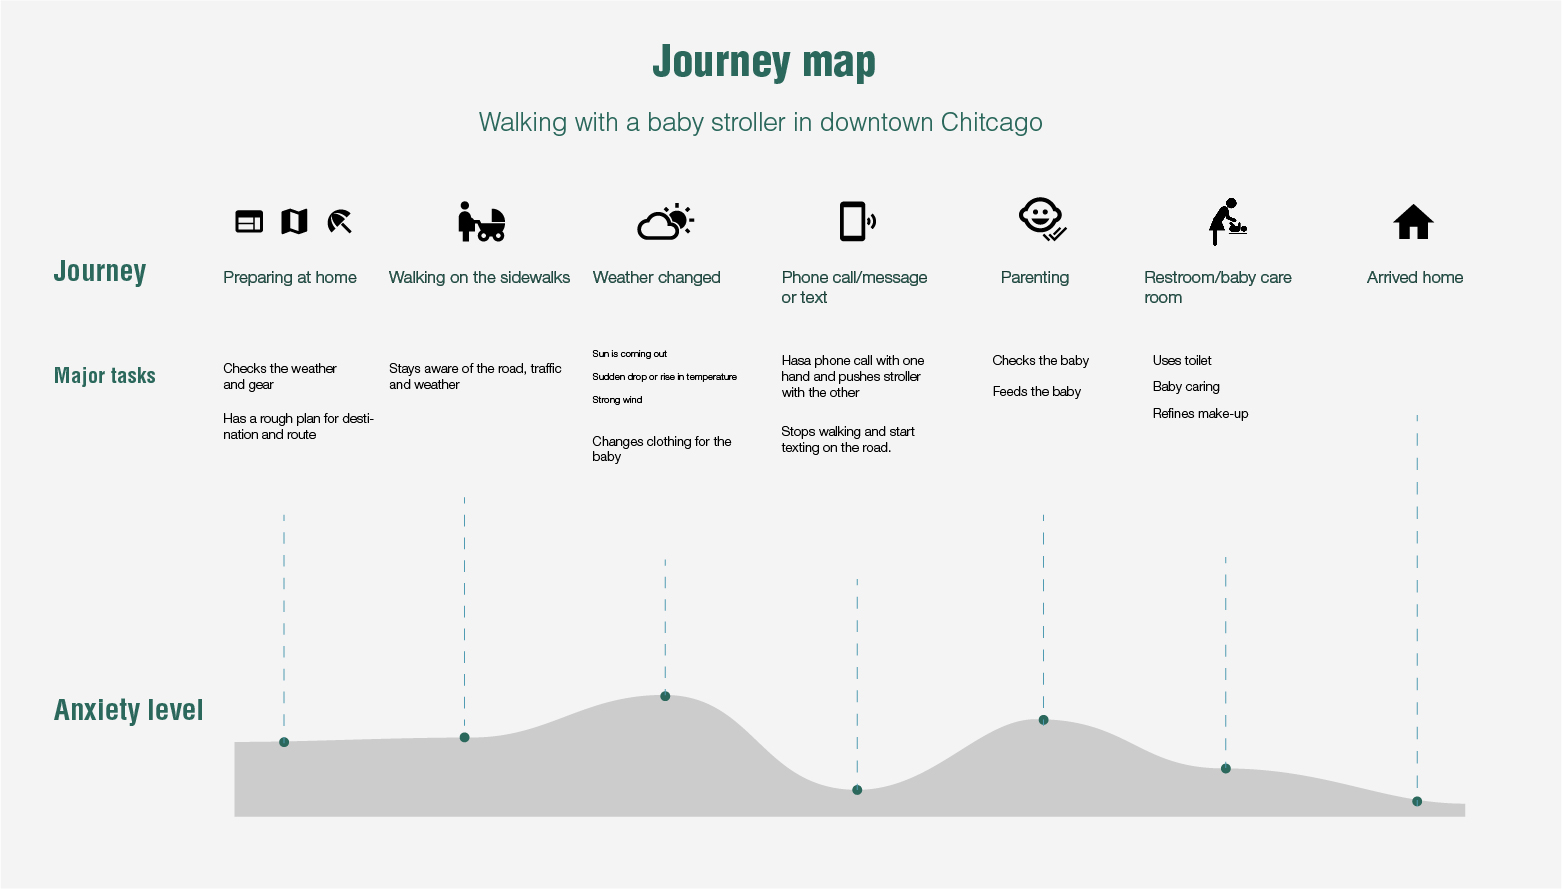 Journey map
Walking with a baby stroller in downtown Chitcago
Journey
Preparing at home
Walking on the sidewalks
Weather changed
Phone call/message
or text
Parenting
Restroom/baby care
room
Arrived home
Major tasks
Checks the weather
and gear
Has a rough plan for desti-
nation and route
Stays aware of the road, traffic
and weather
Sun is coming out
Sudden drop or rise in temperature
Strong wind
Changes clothing for the
baby
Hasa phone call with one
hand and pushes stroller
with the other
Stops walking and start
texting on the road.
Checks the baby
Feeds the baby
Uses toilet
Baby caring
Refines make-up
Anxiety level